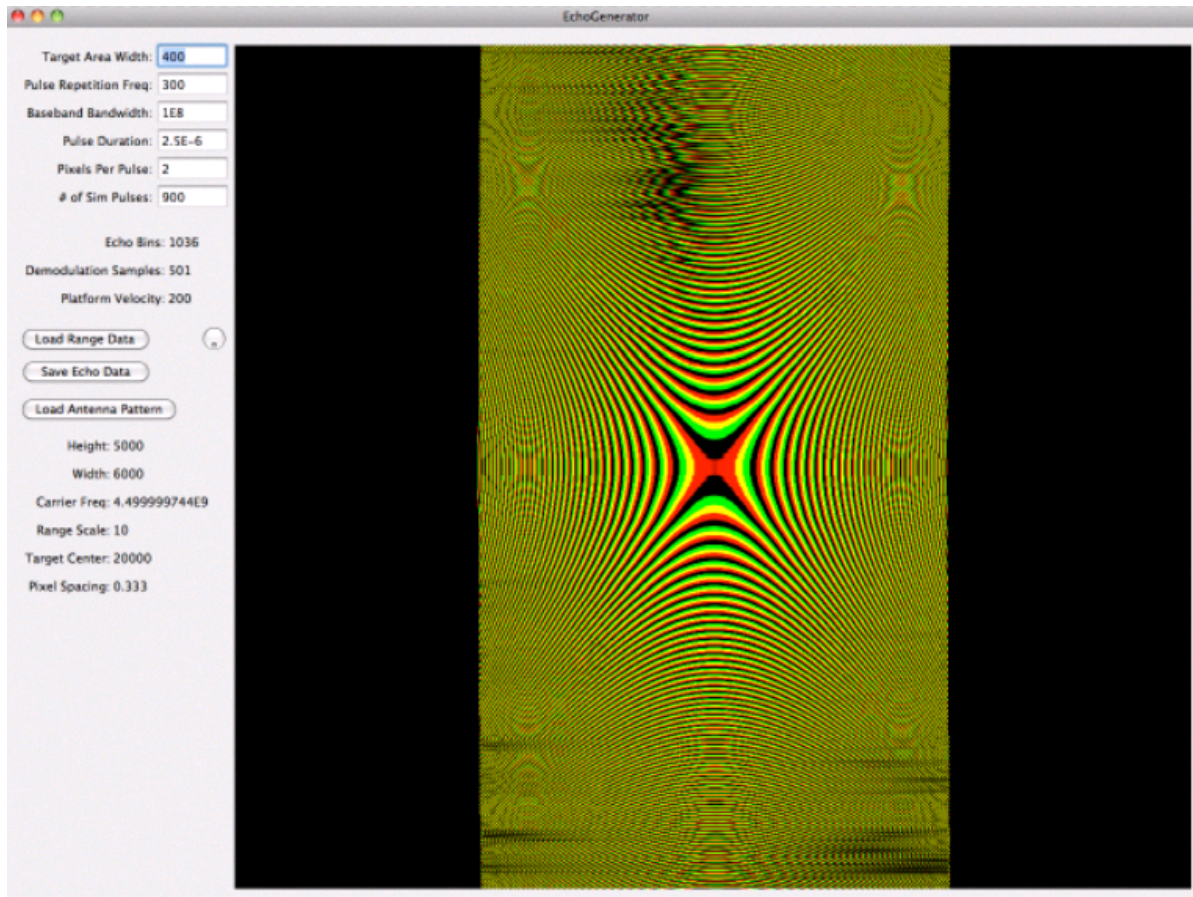 EchoGenerator
Target Area Width: 400
Pulse Repetition Freq: 300
Baseband Bandwidth: 1E8
Pulse Duration: 2.5E-6
Pixels Per Pulse: 2
# of Sim Pulses: 900
Echo Bins: 1036
Demodulation Samples: 501
Platform Velocity: 200
Load Range Data
Save Echo Data
Load Antenna Pattern
Height: 5000
Width: 6000
Carrier Freq: 4.499999744E9
Range Scale: 10
Target Center: 20000
Pixel Spacing: 0.333